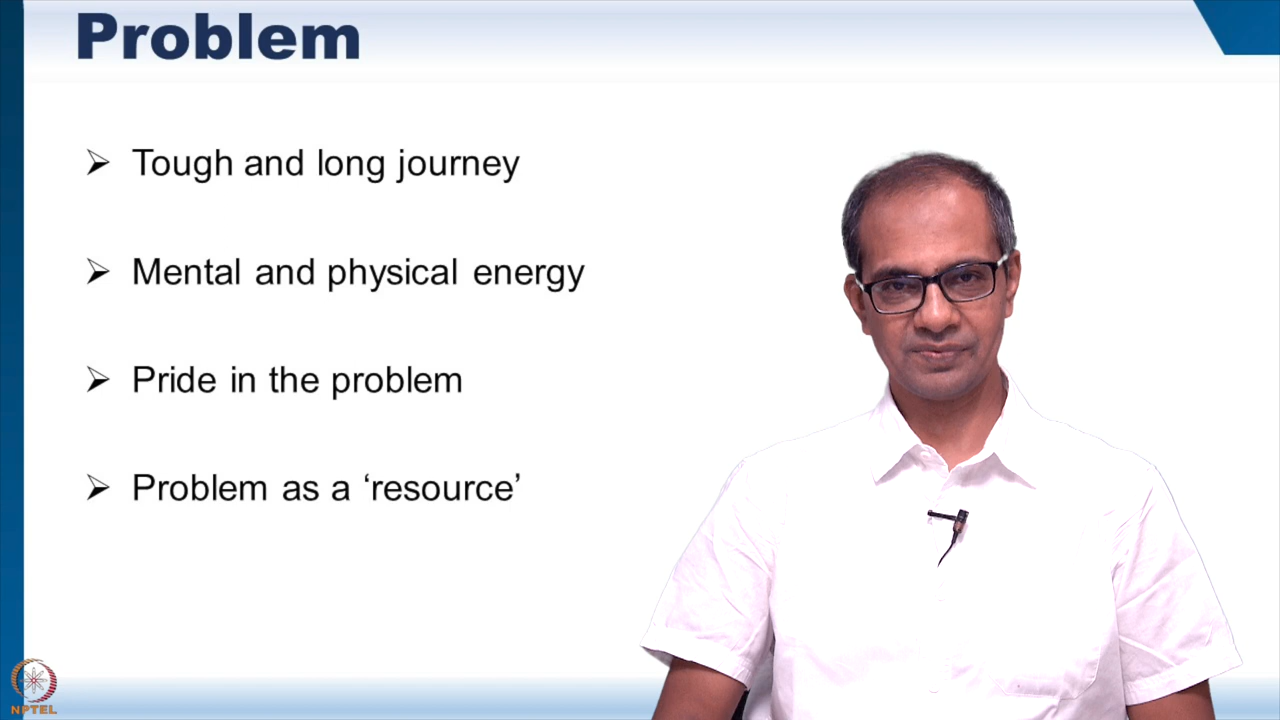 Problem
Tough and long journey
Mental and physical energy
Pride in the problem
Problem as a ‘resource’
NPTEL